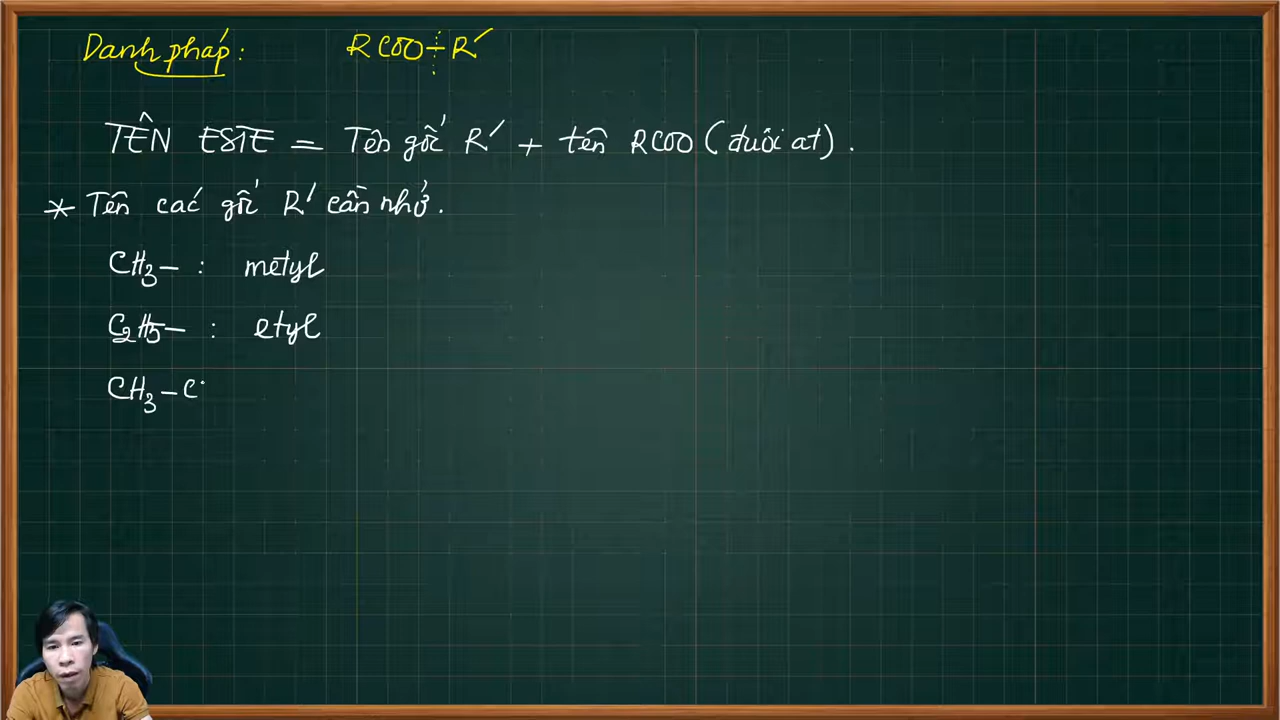 Danh pháp: RCOO-R'
TÊN ESTE = Tên gốc R' + tên RCOO (đuôi at).
* Tên các gốc R' cần nhớ.
CH3- : metyl
C2H5- : etyl
CH3-C